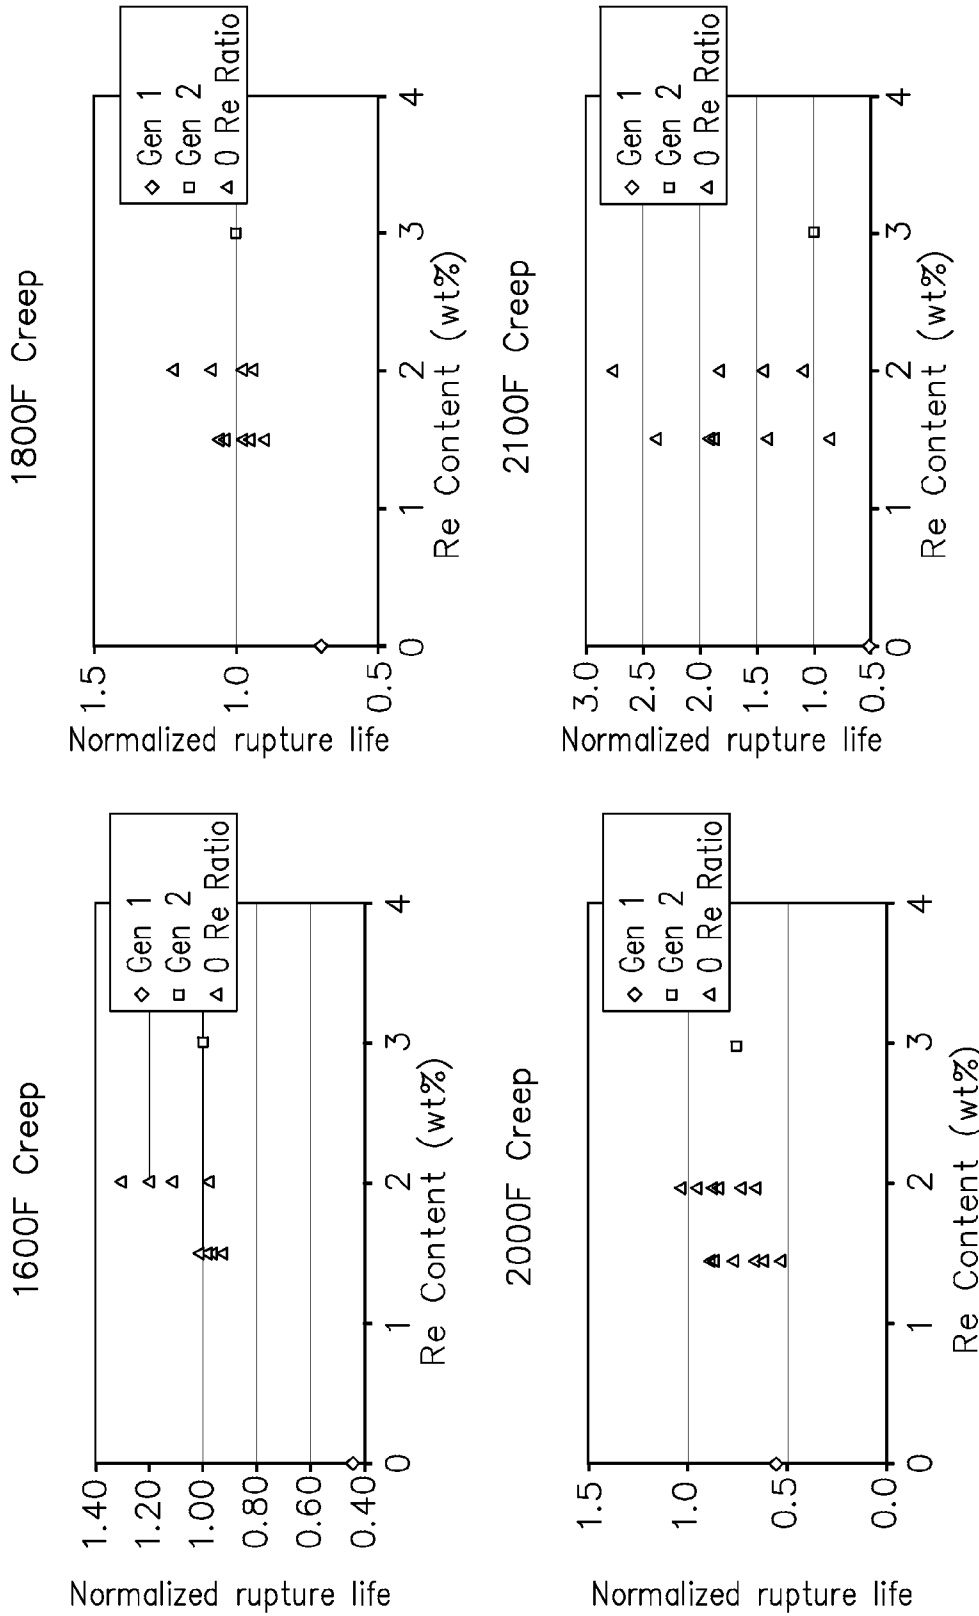 1600F Creep
Normalized rupture life
1.40
1.20
1.00
0.80
0.60
0.40
0
1
2
3
4
Re Content (wt%)
Gen 1
Gen 2
0 Re Ratio
1800F Creep
Normalized rupture life
1.5
1.0
0.5
0
1
2
3
4
Re Content (wt%)
Gen 1
Gen 2
0 Re Ratio
2000F Creep
Normalized rupture life
1.5
1.0
0.5
0.0
0
1
2
3
4
Re Content (wt%)
Gen 1
Gen 2
0 Re Ratio
2100F Creep
Normalized rupture life
3.0
2.5
2.0
1.5
1.0
0.5
0
1
2
3
4
Re Content (wt%)
Gen 1
Gen 2
0 Re Ratio